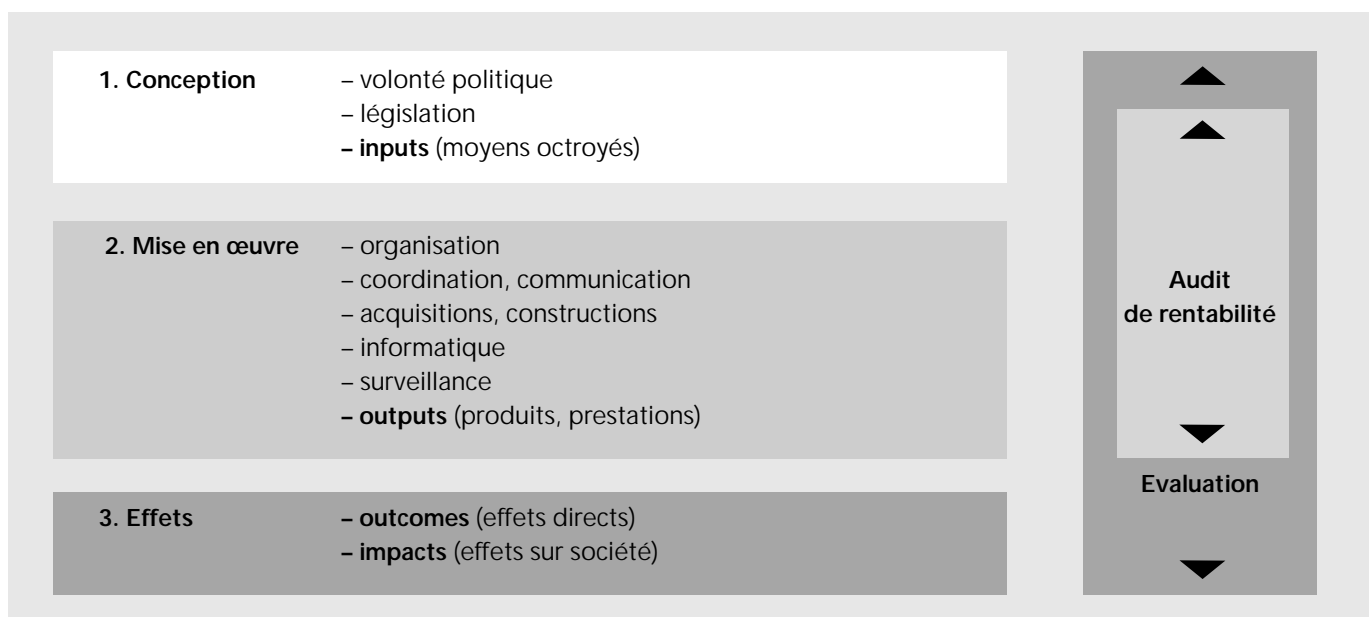 1. Conception – volonté politique
– législation
– inputs (moyens octroyés)
2. Mise en œuvre – organisation
– coordination, communication
– acquisitions, constructions
– informatique
– surveillance
– outputs (produits, prestations)
3. Effets – outcomes (effets directs)
– impacts (effets sur société)
Audit
de rentabilité
Evaluation